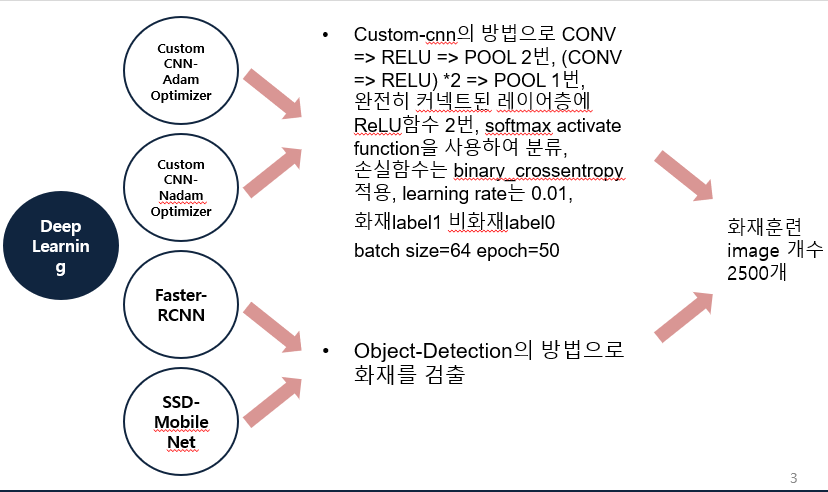 Deep
Learnin
g
Custom
CNN-
Adam
Optimizer
Custom
CNN-
Nadam
Optimizer
Faster-
RCNN
SSD-
Mobile
Net
• Custom-cnn의 방법으로 CONV
=> RELU => POOL 2번, (CONV
=> RELU) *2 => POOL 1번,
완전히 커넥트된 레이어층에
ReLU함수 2번, softmax activate
function을 사용하여 분류,
손실함수는 binary_crossentropy
적용, learning rate는 0.01,
화재label1 비화재label0
batch size=64 epoch=50
• Object-Detection의 방법으로
화재를 검출
화재훈련
image 개수
2500개
3